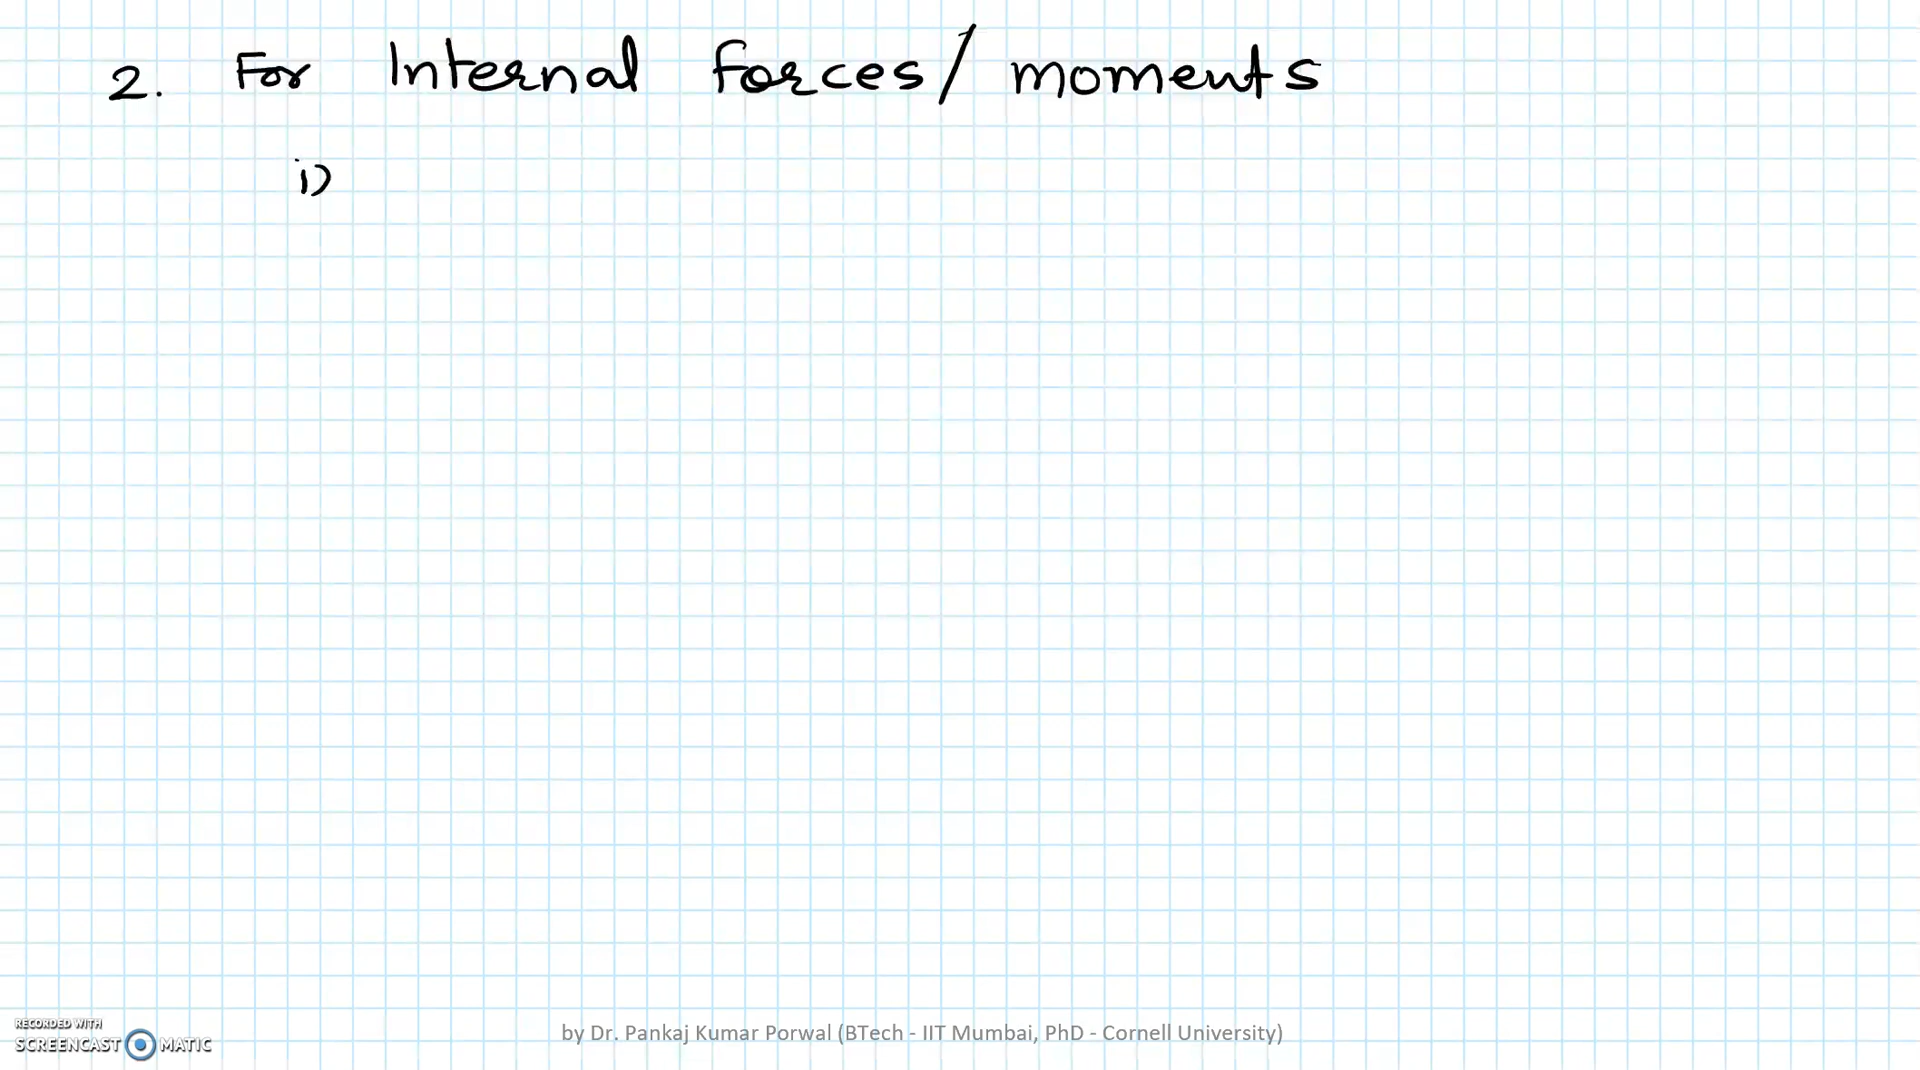 2. For Internal forces/ moments
i)
by Dr. Pankaj Kumar Porwal (BTech - IIT Mumbai, PhD - Cornell University)
RECORDED WITH
SCREENCAST MATIC